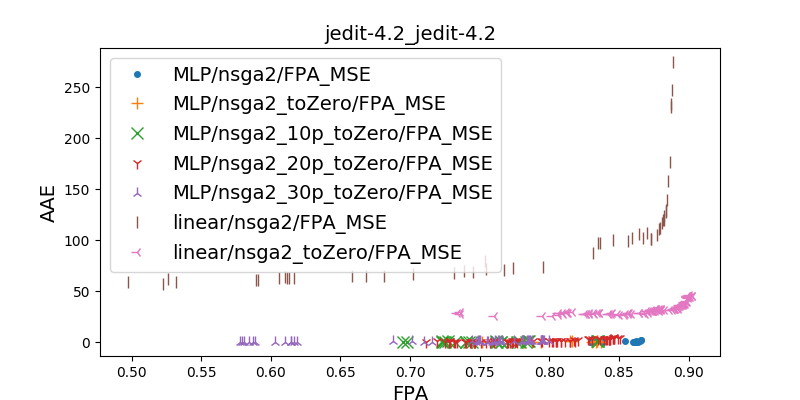 jedit-4.2_jedit-4.2
AAE
250
200
150
100
50
0
MLP/nsga2/FPA_MSE
MLP/nsga2_toZero/FPA_MSE
MLP/nsga2_10p_toZero/FPA_MSE
MLP/nsga2_20p_toZero/FPA_MSE
MLP/nsga2_30p_toZero/FPA_MSE
linear/nsga2/FPA_MSE
linear/nsga2_toZero/FPA_MSE
0.50 0.55 0.60 0.65 0.70 0.75 0.80 0.85 0.90
FPA